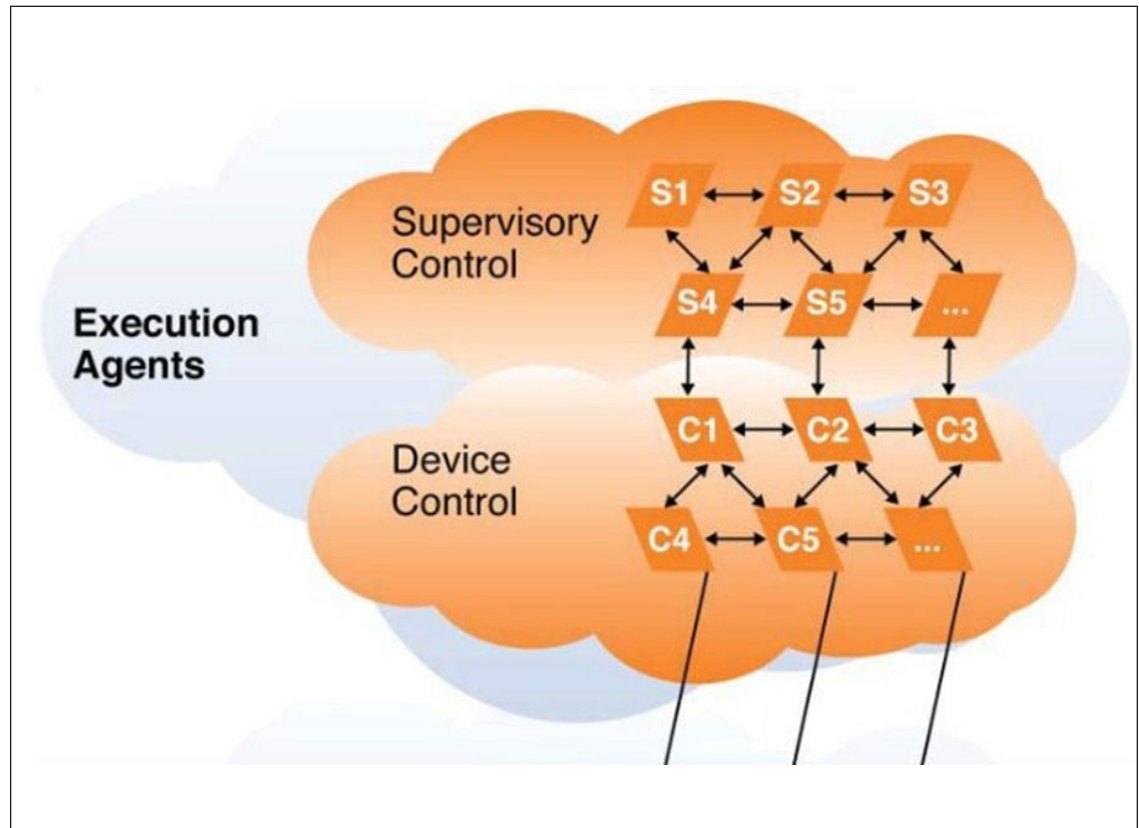 S1 S2 S3
Supervisory
Control
S4 S5 ...
Execution
Agents
C1 C2 C3
Device
Control
C4 C5 ...